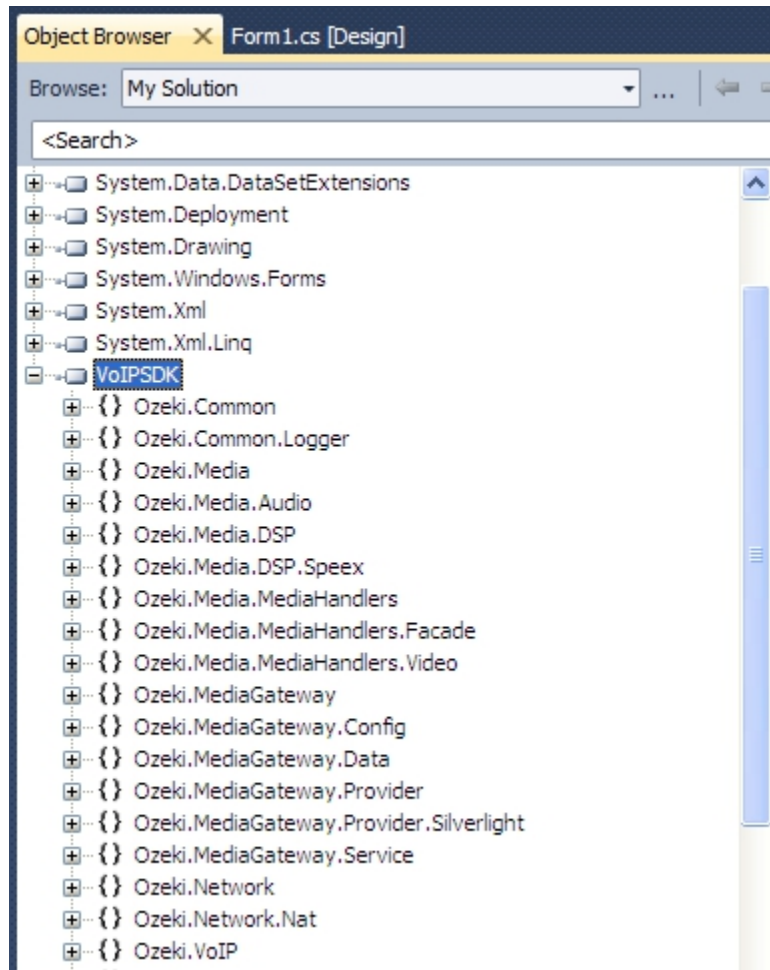 Object Browser Form1.cs [Design]
Browse: My Solution ...
<Search>
System.Data.DataSetExtensions
System.Deployment
System.Drawing
System.Windows.Forms
System.Xml
System.Xml.Linq
VoIPSDK
{} Ozeki.Common
{} Ozeki.Common.Logger
{} Ozeki.Media
{} Ozeki.Media.Audio
{} Ozeki.Media.DSP
{} Ozeki.Media.DSP.Speex
{} Ozeki.Media.MediaHandlers
{} Ozeki.Media.MediaHandlers.Facade
{} Ozeki.Media.MediaHandlers.Video
{} Ozeki.MediaGateway
{} Ozeki.MediaGateway.Config
{} Ozeki.MediaGateway.Data
{} Ozeki.MediaGateway.Provider
{} Ozeki.MediaGateway.Provider.Silverlight
{} Ozeki.MediaGateway.Service
{} Ozeki.Network
{} Ozeki.Network.Nat
{} Ozeki.VoIP